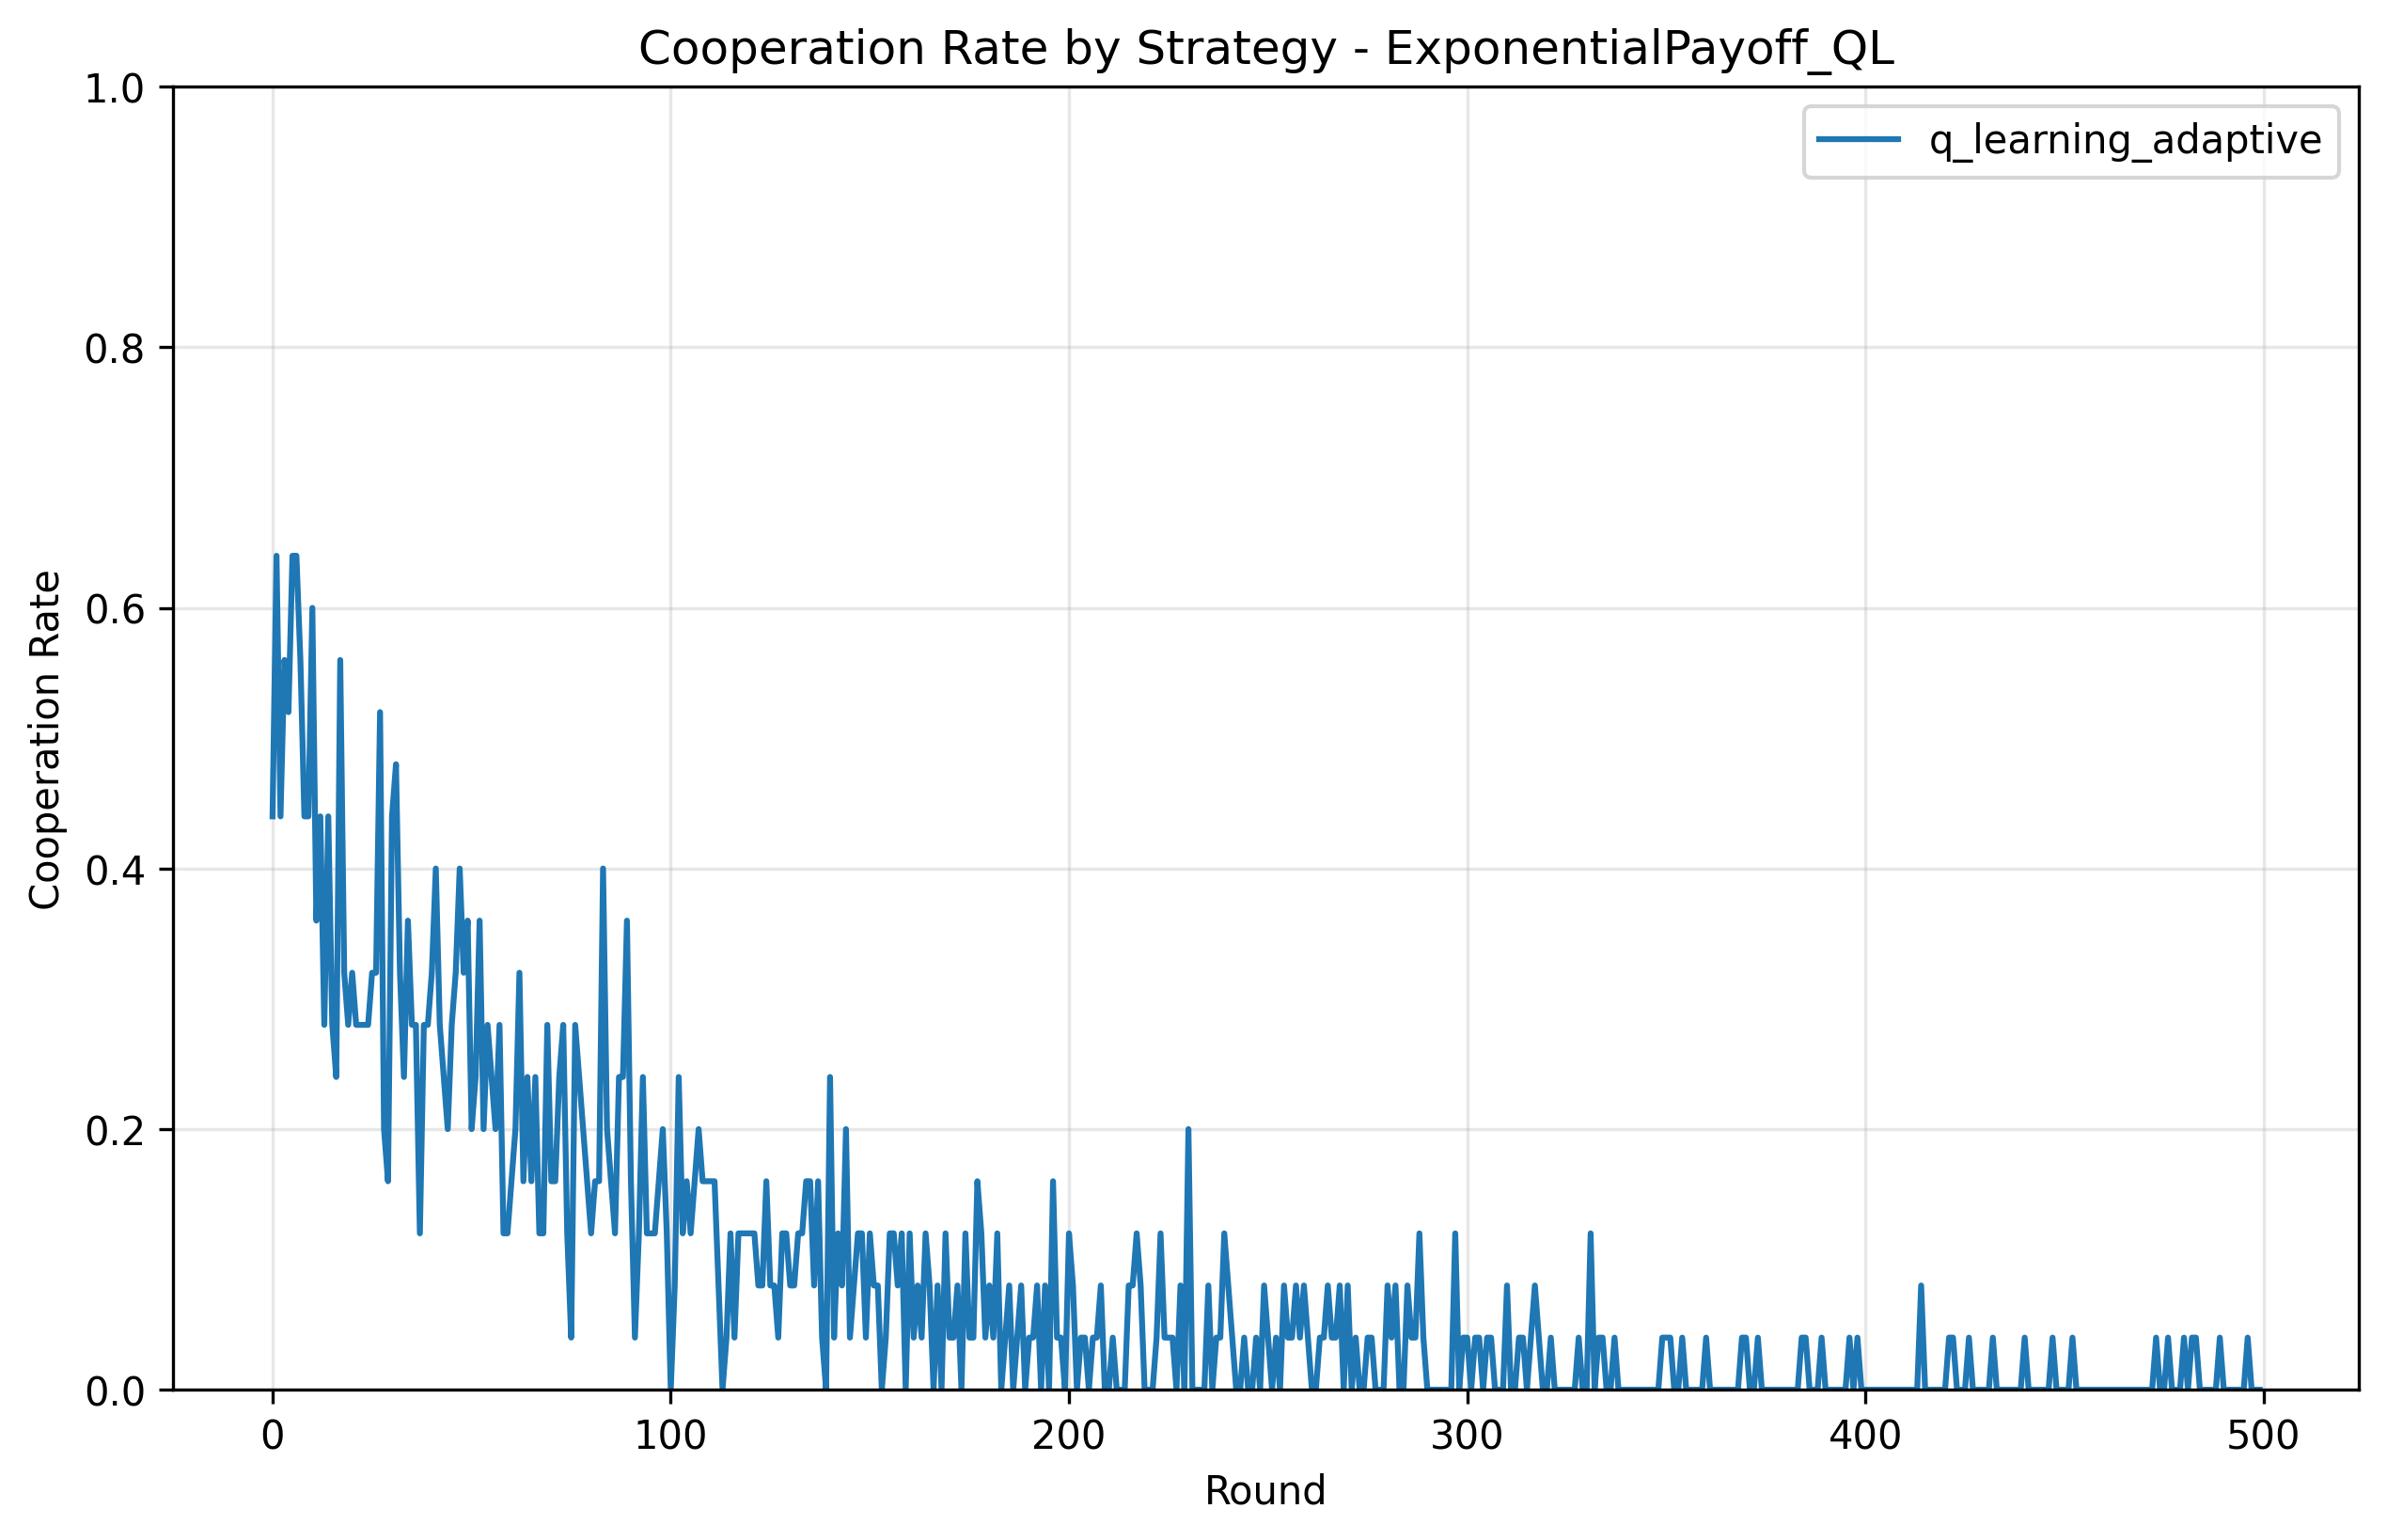 Cooperation Rate by Strategy - ExponentialPayoff_QL
q_learning_adaptive
Cooperation Rate
1.0
0.8
0.6
0.4
0.2
0.0
0 100 200 300 400 500
Round